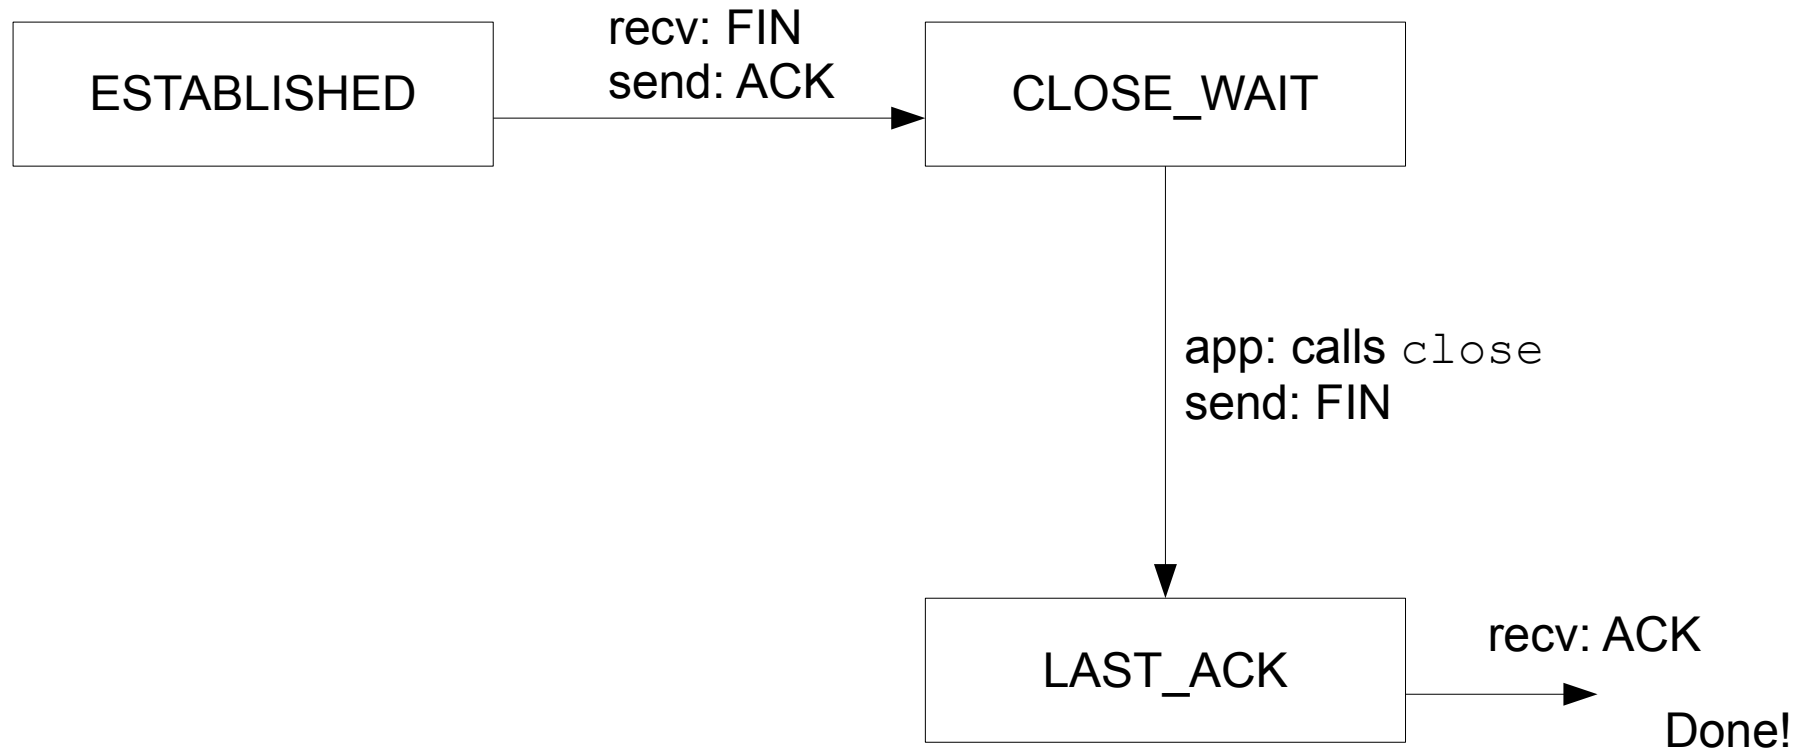 recv: FIN
send: ACK
ESTABLISHED
CLOSE_WAIT
app: calls close
send: FIN
LAST_ACK
recv: ACK
Done!